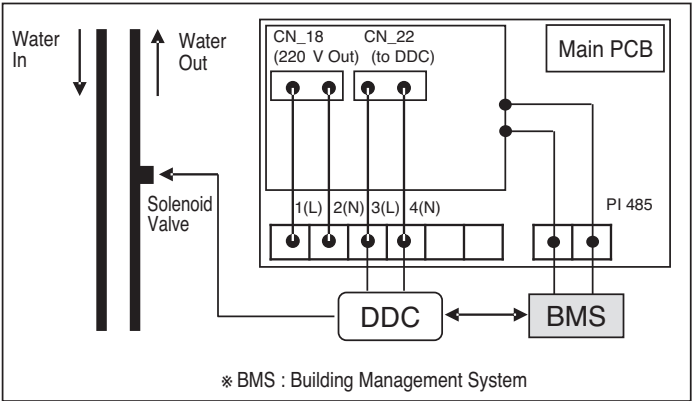 Water
In
Water
Out
CN_18
(220 V Out)
CN_22
(to DDC)
Main PCB
Solenoid
Valve
1(L) 2(N) 3(L) 4(N)
PI 485
DDC
BMS
※ BMS : Building Management System